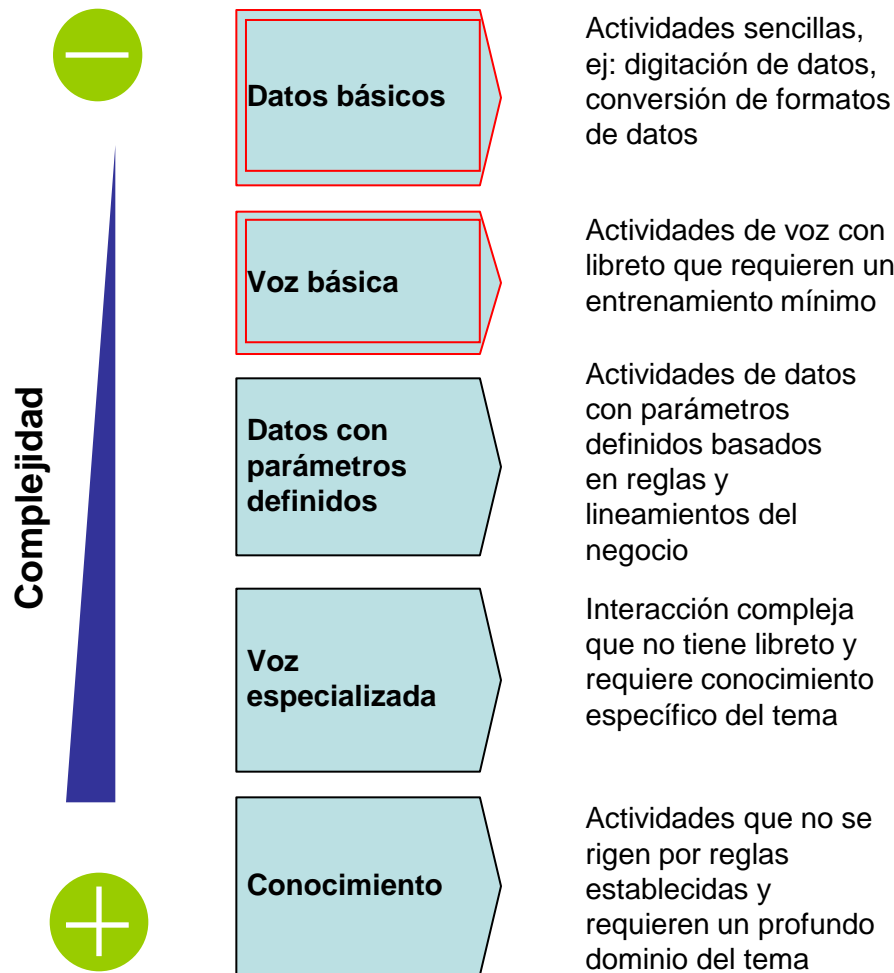 Datos básicos
Actividades sencillas,
ej: digitación de datos,
conversión de formatos
de datos
Voz básica
Actividades de voz con
libreto que requieren un
entrenamiento mínimo
Complejidad
Datos con
parámetros
definidos
Actividades de datos
con parámetros
definidos basados
en reglas y
lineamientos del
negocio
Voz
especializada
Interacción compleja
que no tiene libreto y
requiere conocimiento
específico del tema
Conocimiento
Actividades que no se
rigen por reglas
establecidas y
requieren un profundo
dominio del tema